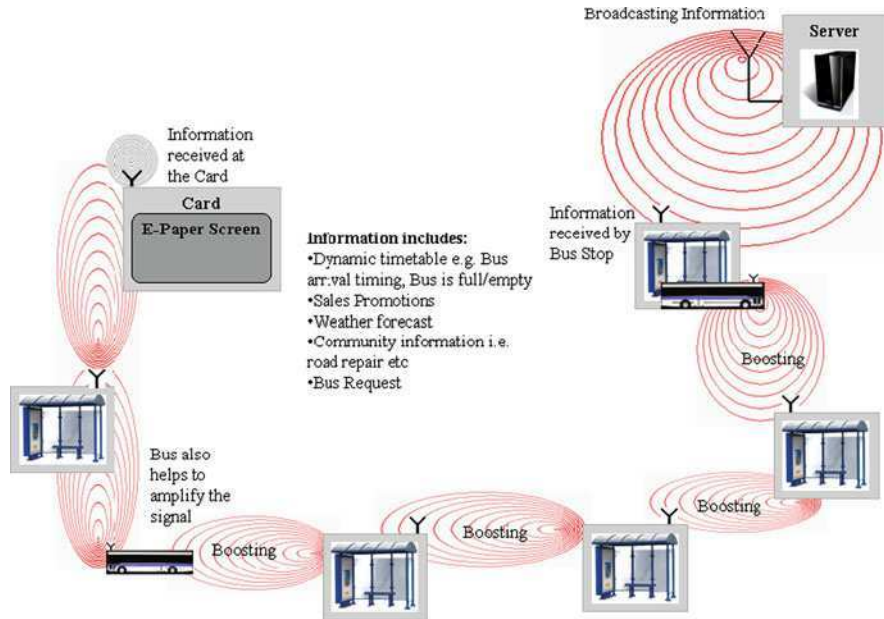 Broadcasting Information
Server
Information
received at
the Card
Card
E-Paper Screen
Information
received by
Bus Stop
Information includes:
•Dynamic timetable e.g. Bus
arr:val timing, Bus is full/empty
•Sales Promotions
•Weather forecast
•Community information i.e.
road repair etc
•Bus Request
Boosting
Bus also
helps to
amplify the
signal
Boosting
Boosting
Boosting